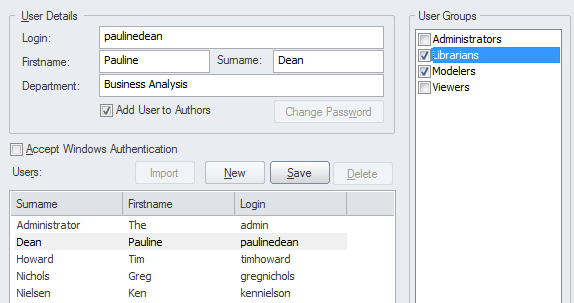 User Details
Login: paulinedean
Firstname: Pauline Surname: Dean
Department: Business Analysis
Add User to Authors Change Password
Accept Windows Authentication
Users: Import New Save Delete
Surname Firstname Login
Administrator The admin
Dean Pauline paulinedean
Howard Tim timhoward
Nichols Greg gregnichols
Nielsen Ken kennielson
User Groups
Administrators
Librarians
Modelers
Viewers